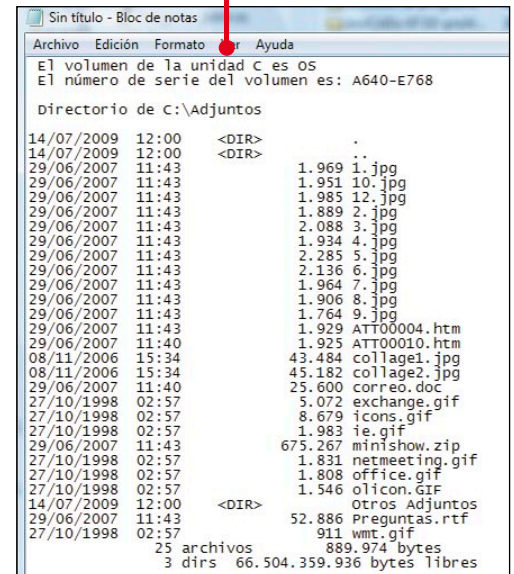 Sin título - Bloc de notas
Archivo Edición Formato Ayuda
El volumen de la unidad C es OS
El número de serie del volumen es: A640-E768
Directorio de C:\Adjuntos
14/07/2009 12:00 <DIR> .
14/07/2009 12:00 <DIR> ..
29/06/2007 11:43 1.969 1.jpg
29/06/2007 11:43 1.951 10.jpg
29/06/2007 11:43 1.985 12.jpg
29/06/2007 11:43 1.889 2.jpg
29/06/2007 11:43 2.088 3.jpg
29/06/2007 11:43 1.934 4.jpg
29/06/2007 11:43 2.285 5.jpg
29/06/2007 11:43 2.136 6.jpg
29/06/2007 11:43 1.964 7.jpg
29/06/2007 11:43 1.906 8.jpg
29/06/2007 11:43 1.764 9.jpg
29/06/2007 11:43 1.929 ATT00004.htm
29/06/2007 11:40 1.925 ATT00010.htm
08/11/2006 15:34 43.484 collage1.jpg
08/11/2006 15:34 45.182 collage2.jpg
29/06/2007 11:40 25.600 correo.doc
27/10/1998 02:57 5.072 exchange.gif
27/10/1998 02:57 8.679 icons.gif
27/10/1998 02:57 1.983 ie.gif
29/06/2007 11:43 675.267 minishow.zip
27/10/1998 02:57 1.831 netmeeting.gif
27/10/1998 02:57 1.808 office.gif
27/10/1998 02:57 1.546 olicon.GIF
14/07/2009 12:00 <DIR> Otros Adjuntos
29/06/2007 11:43 52.886 Preguntas.rtf
27/10/1998 02:57 911 wmt.gif
25 archivos 889.974 bytes
3 dirs 66.504.359.936 bytes libres